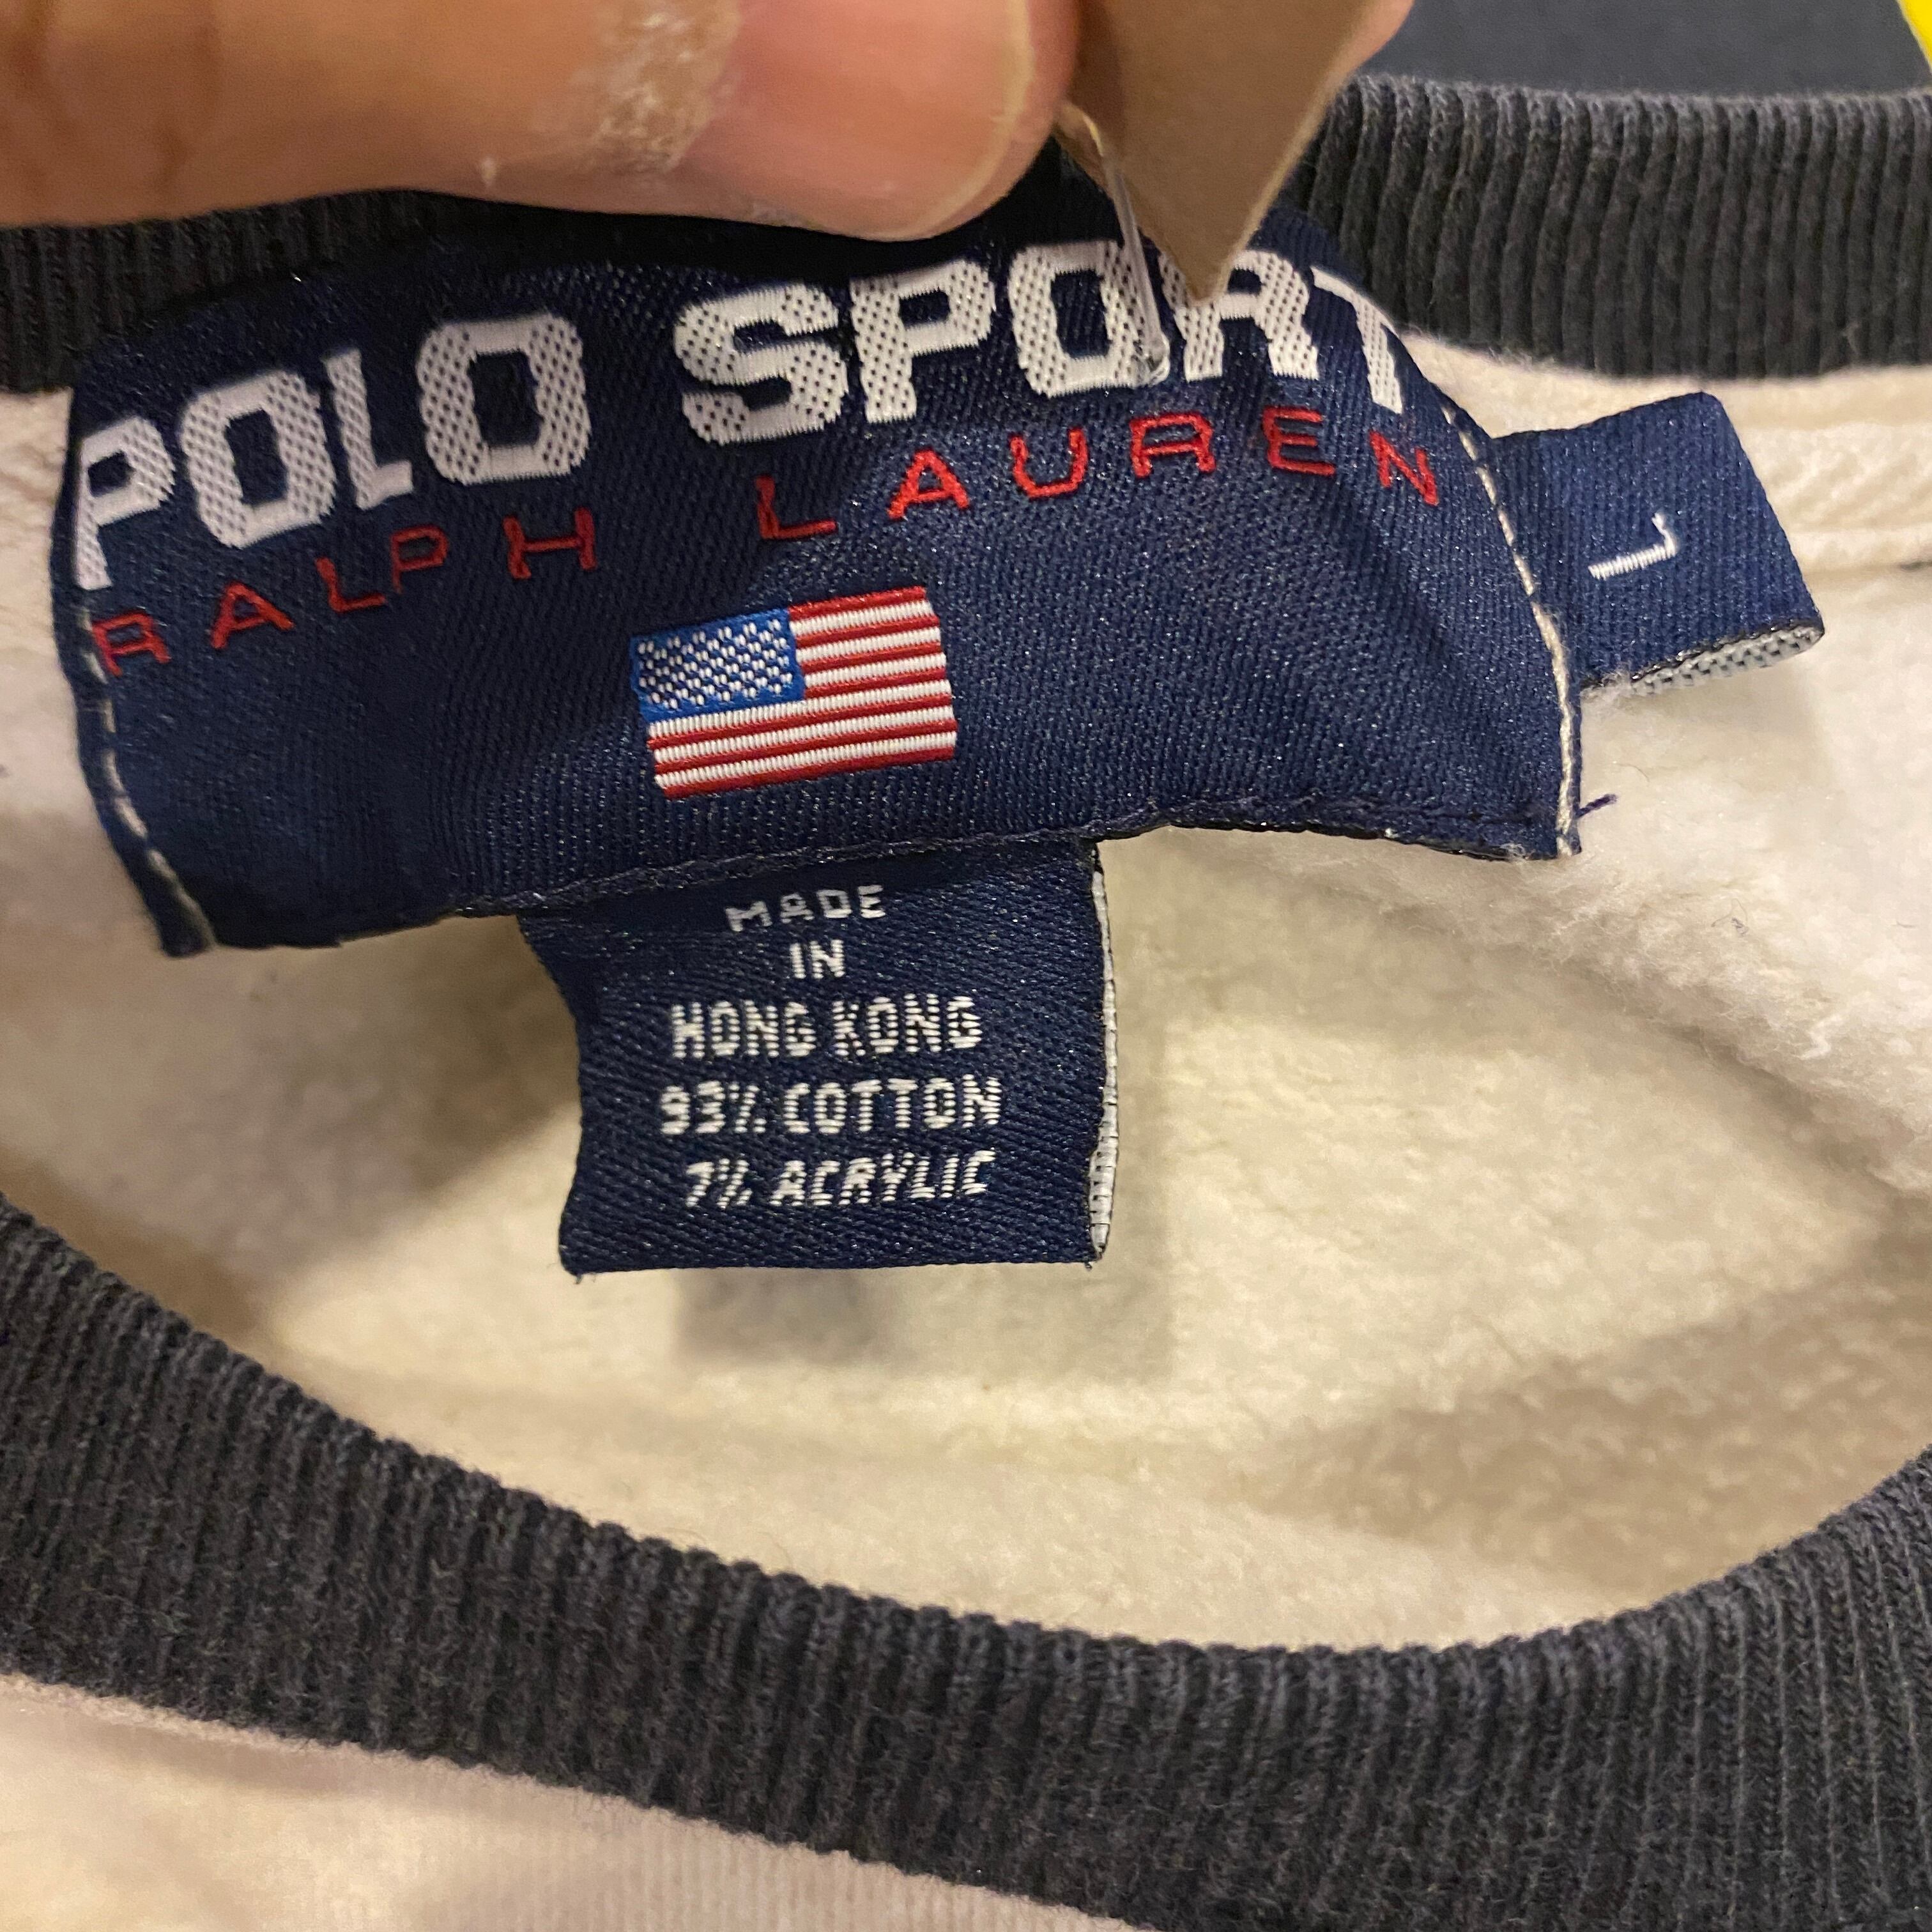 POLO SPORT
RALPH LAUREN
L
MADE
IN
HONG KONG
93% COTTON
7% ACRYLIC